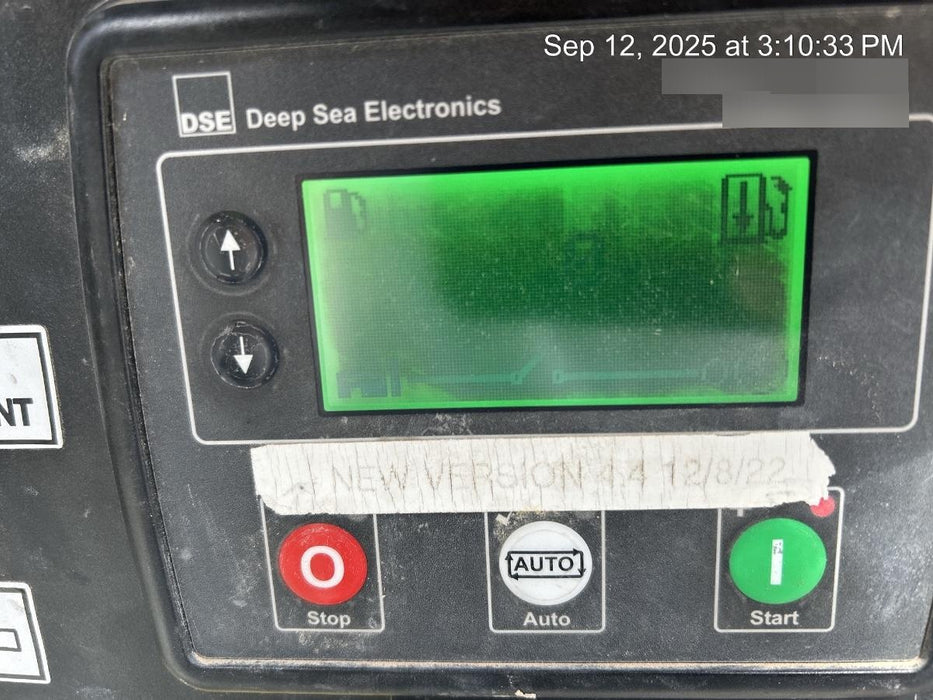 Sep 12, 2025 at 3:10:33 PM
DSE Deep Sea Electronics
NT
NEW VERSION 4.4 12/8/22
AUTO
Stop
Auto
Start